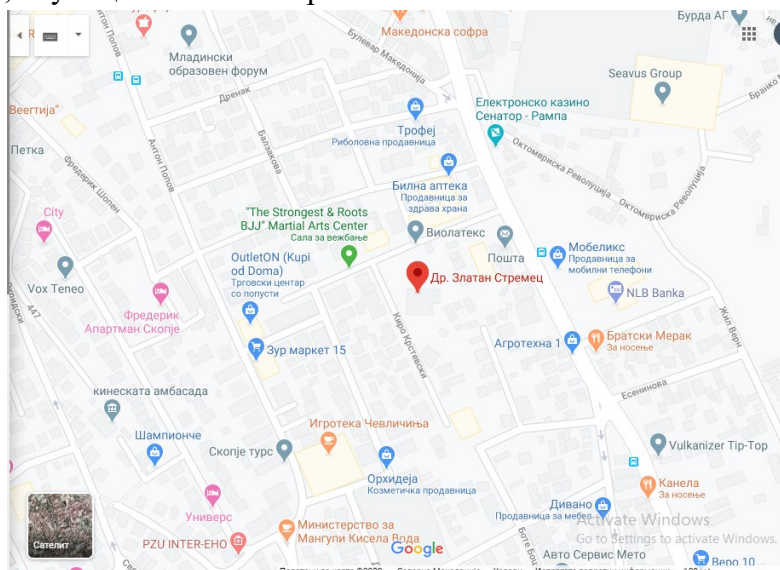 Македонска софра
Бурда АГ
Младински
образовен форум
Антон Попов
Булевар Македонија
Seavus Group
Дренак
Трофеј
Риболовна продавница
Електронско казино
Сенатор - Рампа
Октомвриска Револуција
Октомвриска Револуција
Балзакова
Антон Попов
Петка
Фредерик Шопен
Билна аптека
Продавница за
здрава храна
City
"The Strongest & Roots
BJJ" Martial Arts Center
Сала за вежбање
Виолатекс
Пошта
Мобеликс
Продавница за
мобилни телефони
OutletON (Kupi
od Doma)
Трговски центар
со попусти
Др. Златан Стремец
Vox Teneo
NLB Banka
447
Фредерик
Апартман Скопје
Жил Верн
Киро Крстевски
Зур маркет 15
Агротехна 1
Братски Мерак
За носење
кинеската амбасада
Есенинова
Игротека Чевличиња
Шампионче
Скопје турс
Vulkanizer Tip-Top
Орхидеја
Козметичка продавница
Канела
За носење
Универс
Дивано
Продавница за мебел
Activate Windows
Go to Settings to activate Windows.
Министерство за
Мангупи Кисела Вода
Сателит
PZU INTER-EHO
Google
Авто Сервис Мето
Веро 10